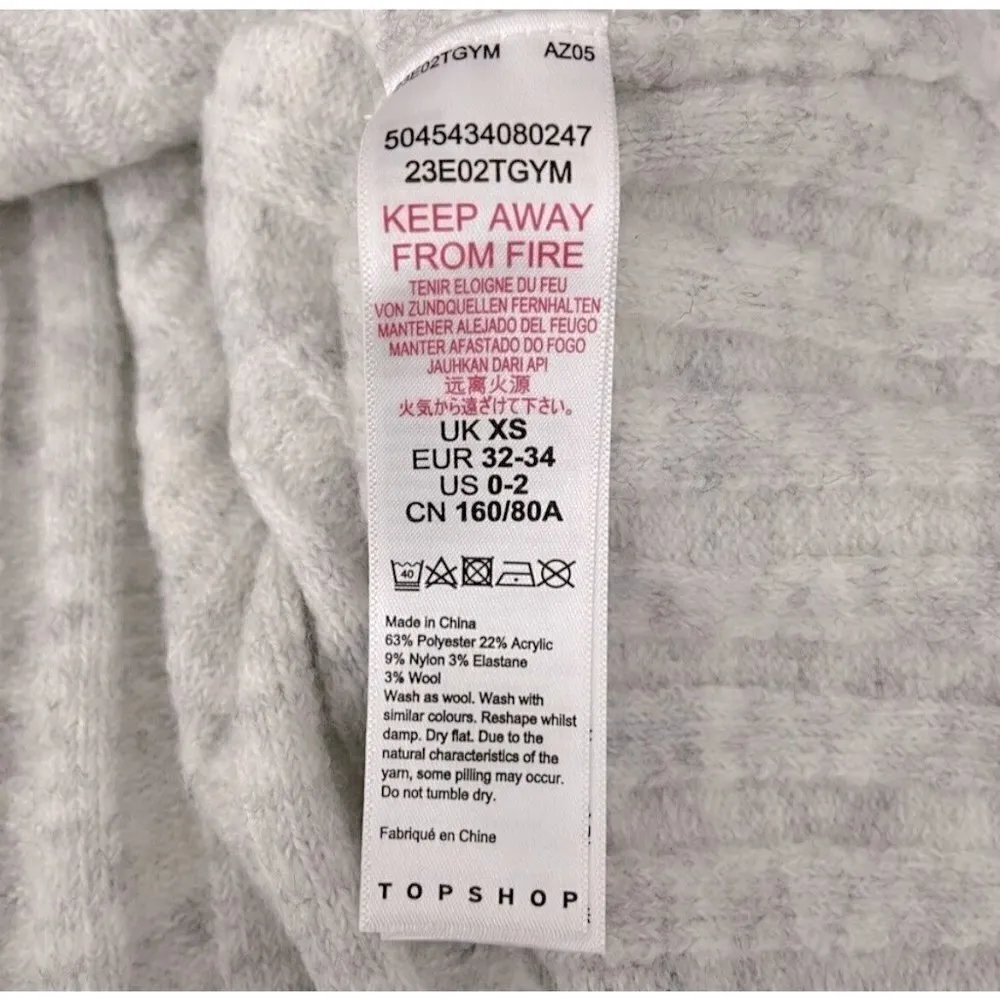 23E02TGYM AZ05
5045434080247
23E02TGYM
KEEP AWAY
FROM FIRE
TENIR ELOIGNE DU FEU
VON ZUNDQUELLEN FERNHALTEN
MANTENER ALEJADO DEL FEUGO
MANTER AFASTADO DO FOGO
JAUHKAN DARI API
远离火源
火気から遠ざけて下さい。
UK XS
EUR 32-34
US 0-2
CN 160/80A
40
Made in China
63% Polyester 22% Acrylic
9% Nylon 3% Elastane
3% Wool
Wash as wool. Wash with
similar colours. Reshape whilst
damp. Dry flat. Due to the
natural characteristics of the
yarn, some pilling may occur.
Do not tumble dry.
Fabriqué en Chine
TOPSHOP